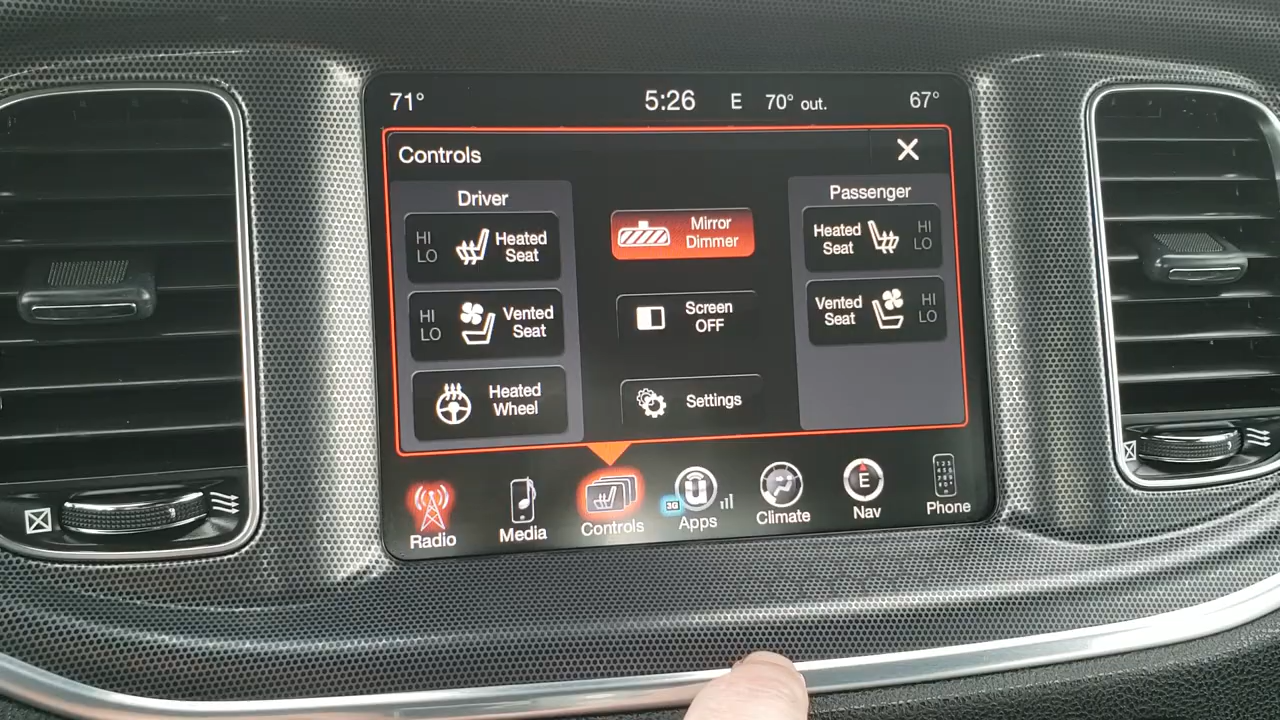 71° 5:26 E 70° out. 67°
Controls X
Driver
HI
LO
Heated
Seat
HI
LO
Vented
Seat
Heated
Wheel
Mirror
Dimmer
Screen
OFF
Settings
Passenger
Heated
Seat
HI
LO
Vented
Seat
HI
LO
Radio
Media
Controls
3G
Apps
Climate
E
Nav
Phone